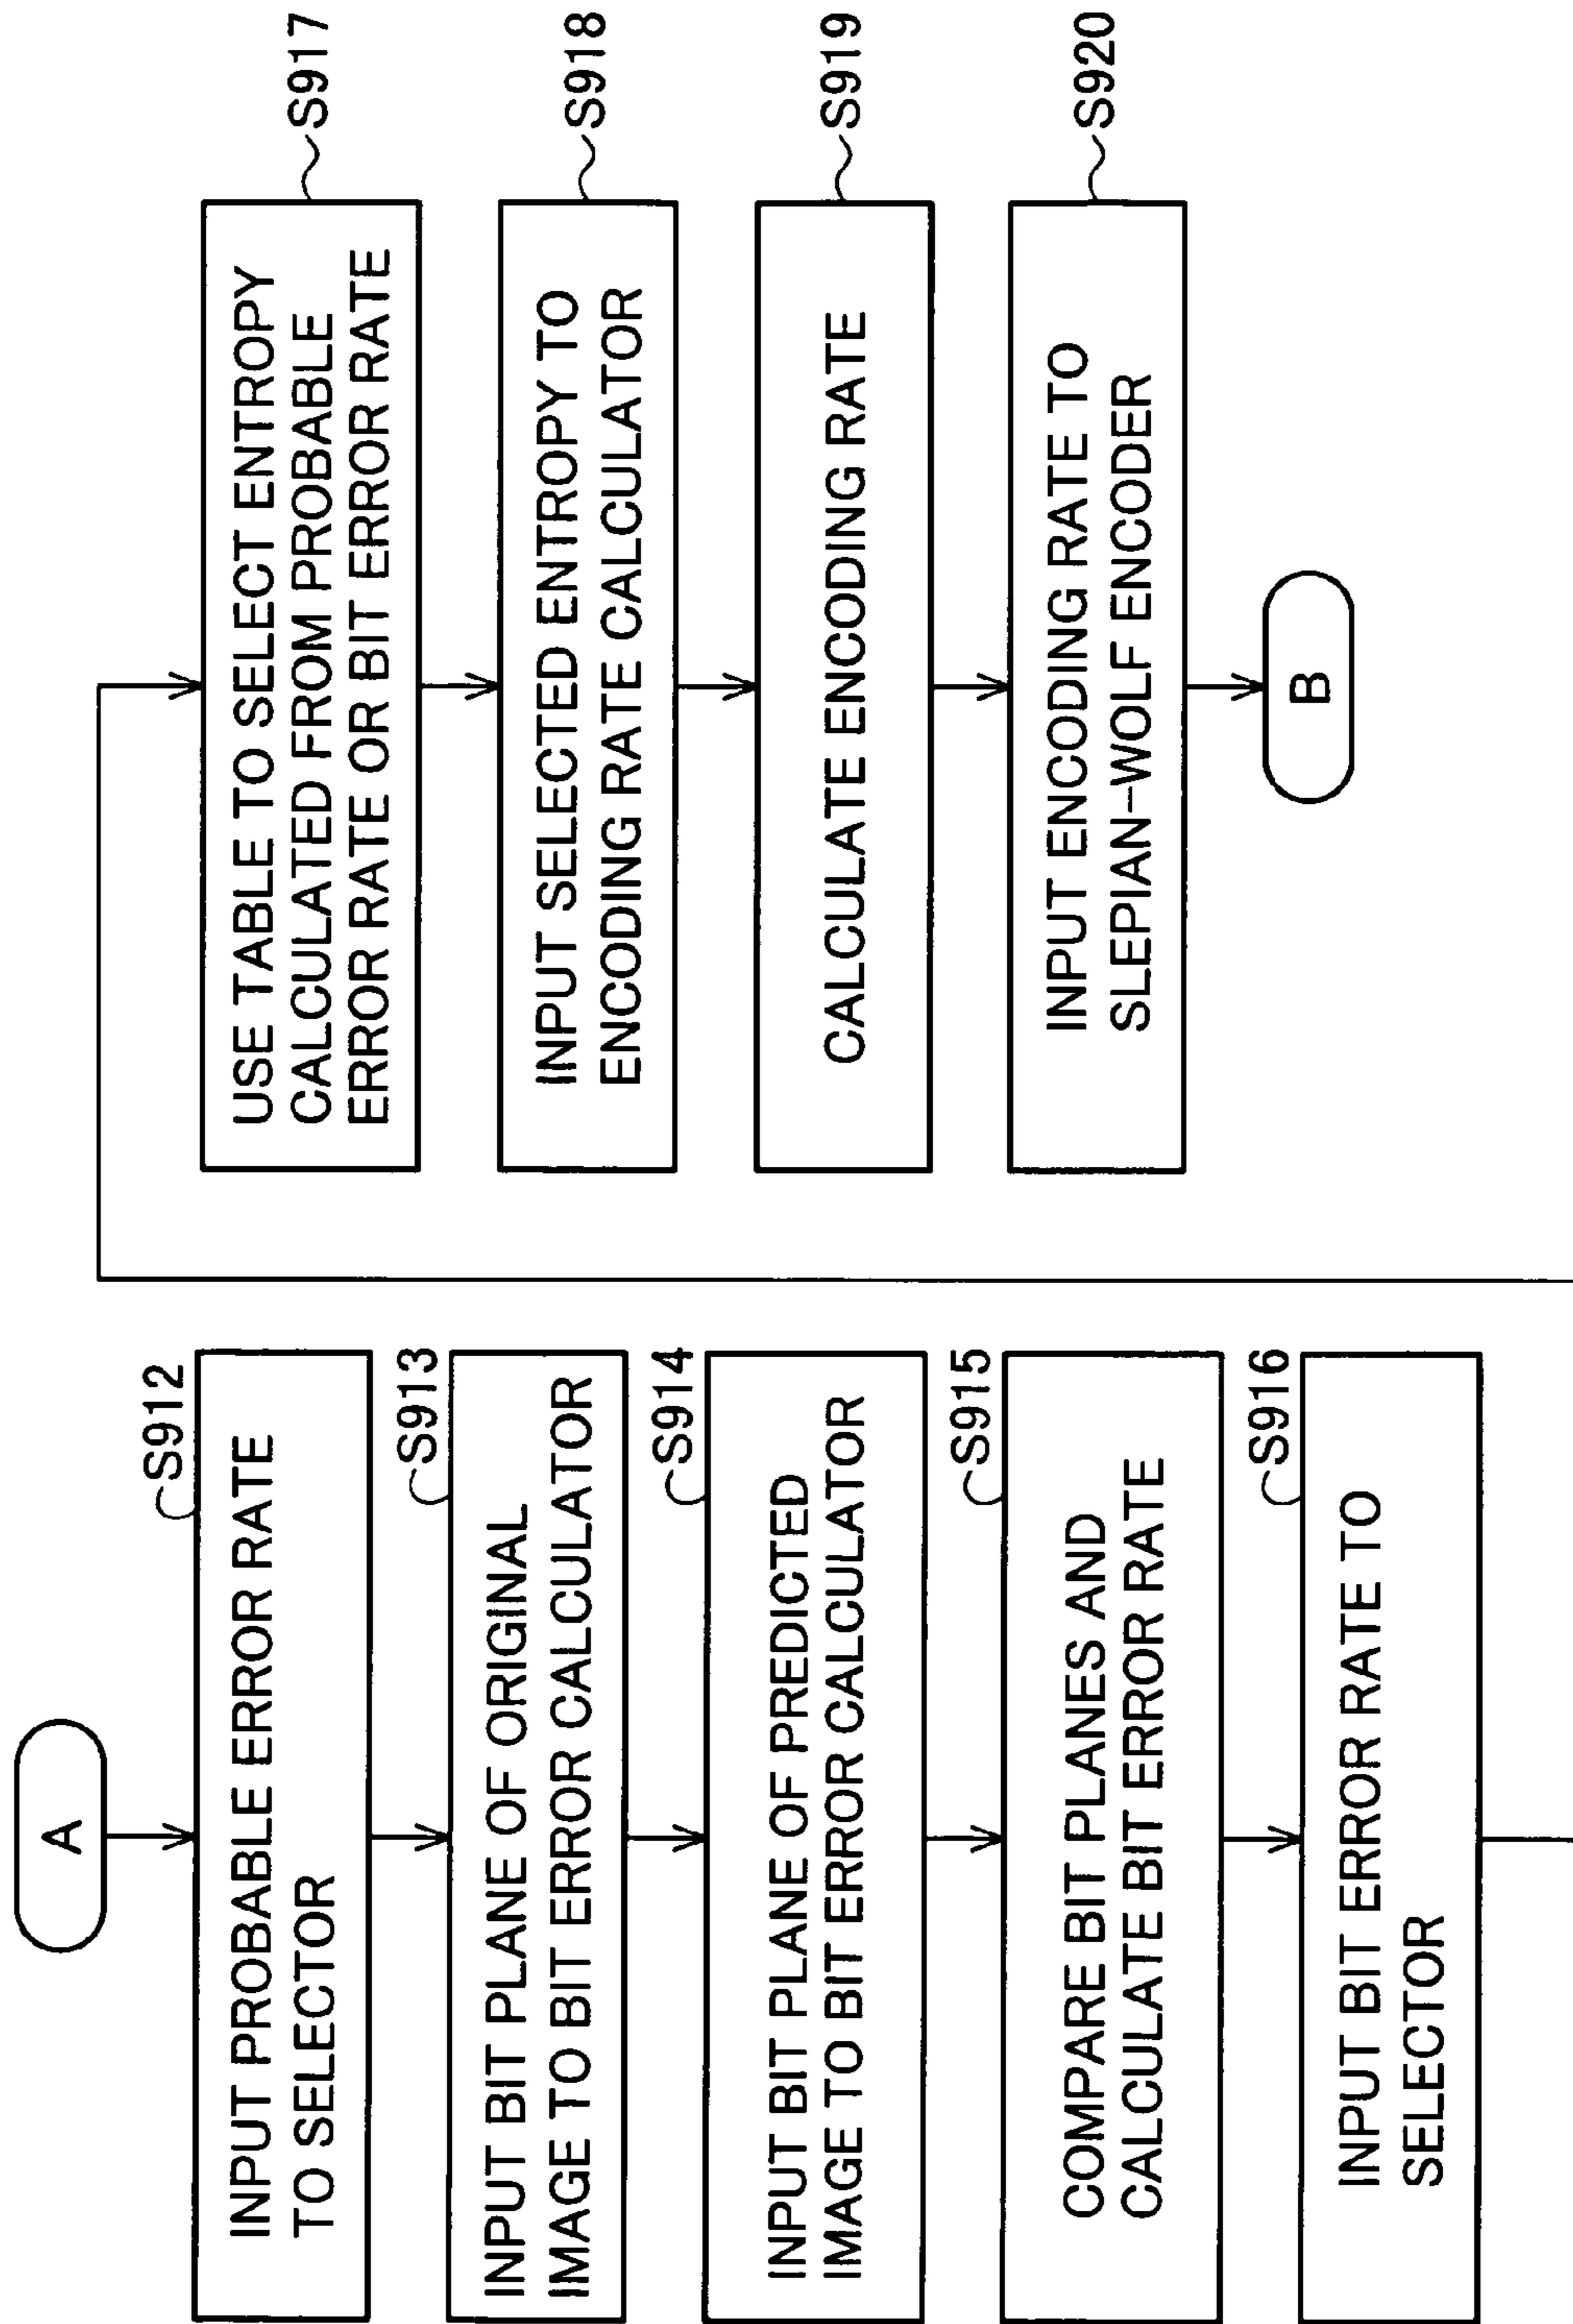 A
S912
INPUT PROBABLE ERROR RATE
TO SELECTOR
S913
INPUT BIT PLANE OF ORIGINAL
IMAGE TO BIT ERROR CALCULATOR
S914
INPUT BIT PLANE OF PREDICTED
IMAGE TO BIT ERROR CALCULATOR
S915
COMPARE BIT PLANES AND
CALCULATE BIT ERROR RATE
S916
INPUT BIT ERROR RATE TO
SELECTOR
USE TABLE TO SELECT ENTROPY
CALCULATED FROM PROBABLE
ERROR RATE OR BIT ERROR RATE
S917
INPUT SELECTED ENTROPY TO
ENCODING RATE CALCULATOR
S918
CALCULATE ENCODING RATE
S919
INPUT ENCODING RATE TO
SLEPIAN-WOLF ENCODER
S920
B